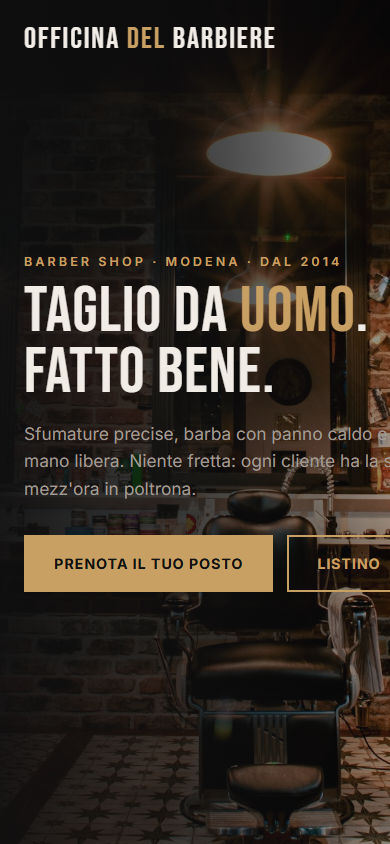 OFFICINA DEL BARBIERE
BARBER SHOP · MODENA · DAL 2014
TAGLIO DA UOMO.
FATTO BENE.
Sfumature precise, barba con panno caldo e
mano libera. Niente fretta: ogni cliente ha la
mezz'ora in poltrona.
PRENOTA IL TUO POSTO
LISTINO